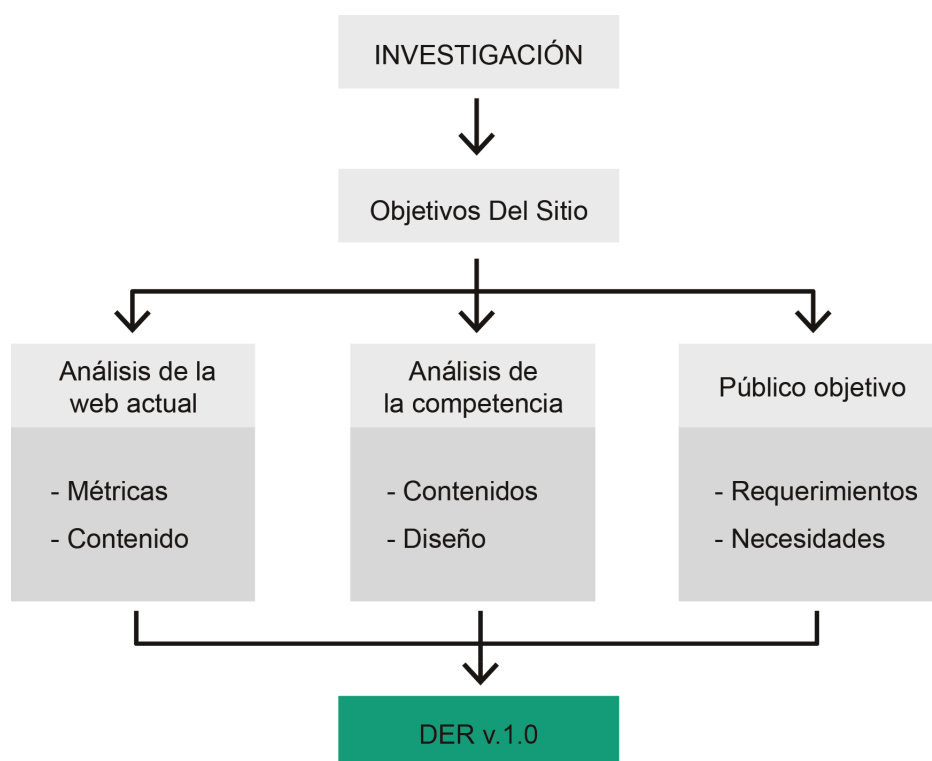 INVESTIGACIÓN
Objetivos Del Sitio
Análisis de la
web actual
- Métricas
- Contenido
Análisis de
la competencia
- Contenidos
- Diseño
Público objetivo
- Requerimientos
- Necesidades
DER v.1.0